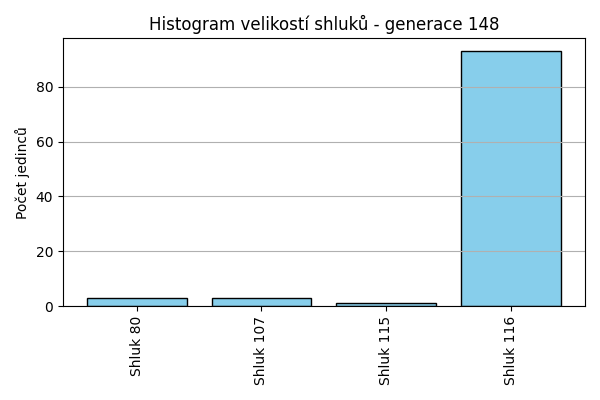 Histogram velikostí shluků - generace 148
Počet jedinců
80
60
40
20
0
Shluk 80
Shluk 107
Shluk 115
Shluk 116